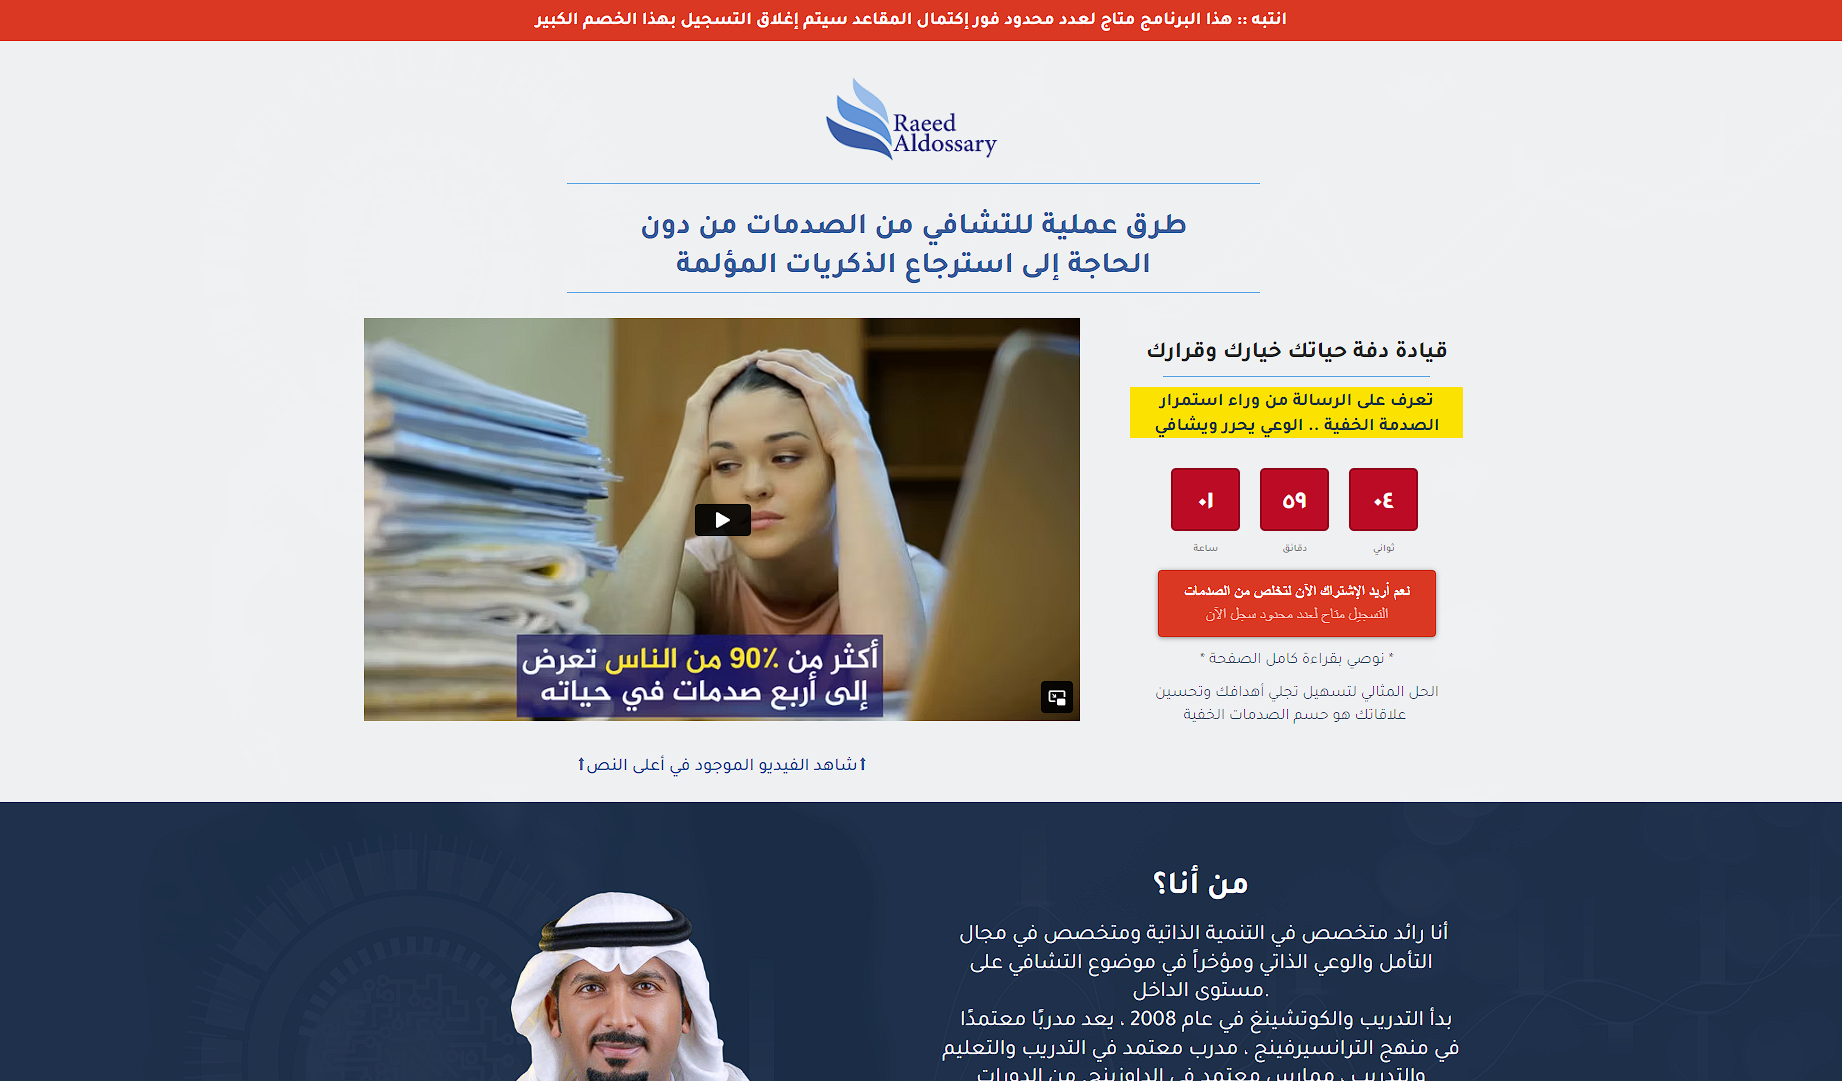 انتبه :: هذا البرنامج متاح لعدد محدود فور إكتمال المقاعد سيتم إغلاق التسجيل بهذا الخصم الكبير
Raeed
Aldossary
طرق عملية للتشافي من الصدمات من دون
الحاجة إلى استرجاع الذكريات المؤلمة
قيادة دفة حياتك خيارك وقرارك
تعرف على الرسالة من وراء استمرار
الصدمة الخفية .. الوعي يحرر ويشافي
٠١ ٥٩ ٠٤
ساعة دقائق ثواني
نعم أريد الإشتراك الآن لتخلص من الصدمات
التسجيل متاح لعدد محدود سجل الآن
* نوصي بقراءة كامل الصفحة *
الحل المثالي لتسهيل تجلي أهدافك وتحسين
علاقاتك هو حسم الصدمات الخفية
أكثر من 90٪ من الناس تعرض
إلى أربع صدمات في حياته
⬆شاهد الفيديو الموجود في أعلى النص⬆
من أنا؟
أنا رائد متخصص في التنمية الذاتية ومتخصص في مجال
التأمل والوعي الذاتي ومؤخراً في موضوع التشافي على
مستوى الداخل.
بدأ التدريب والكوتشينغ في عام 2008 ، يعد مدربًا معتمدًا
في منهج الترانسيرفينج ، مدرب معتمد في التدريب والتعليم
والتدريب ، ممارس معتمد في الداوزينج. من الدورات